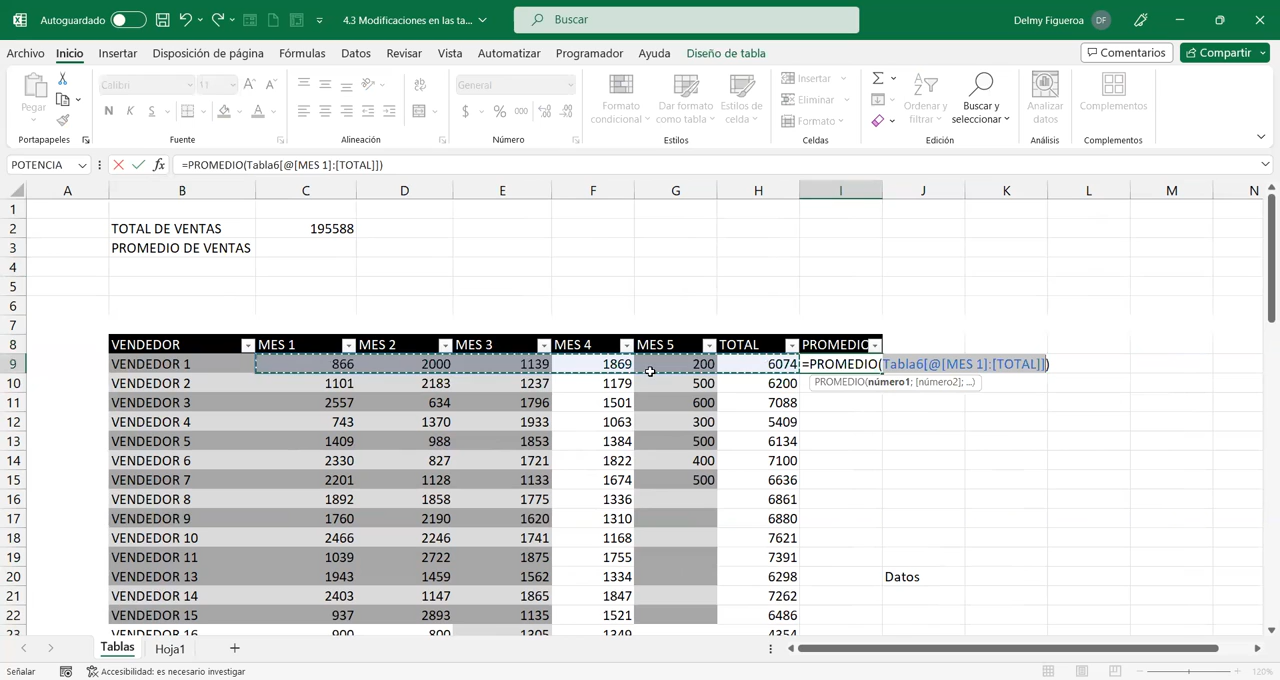 Autoguardado 4.3 Modificaciones en las ta... Buscar Delmy Figueroa DF
Archivo Inicio Insertar Disposición de página Fórmulas Datos Revisar Vista Automatizar Programador Ayuda Diseño de tabla Comentarios Compartir
Pegar Calibri 11 General Formato condicional Dar formato como tabla Estilos de celda Insertar Eliminar Formato Ordenar y filtrar Buscar y seleccionar Analizar datos Complementos
N K S A $ % 000
Portapapeles Fuente Alineación Número Estilos Celdas Edición Análisis Complementos
POTENCIA fx =PROMEDIO(Tabla6[@[MES 1]:[TOTAL]])
A B C D E F G H I J K L M N
1
2 TOTAL DE VENTAS 195588
3 PROMEDIO DE VENTAS
4
5
6
7
8 VENDEDOR MES 1 MES 2 MES 3 MES 4 MES 5 TOTAL PROMEDIO
9 VENDEDOR 1 866 2000 1139 1869 200 6074 =PROMEDIO(Tabla6[@[MES 1]:[TOTAL]])
10 VENDEDOR 2 1101 2183 1237 1179 500 6200 PROMEDIO(número1; [número2]; ...)
11 VENDEDOR 3 2557 634 1796 1501 600 7088
12 VENDEDOR 4 743 1370 1933 1063 300 5409
13 VENDEDOR 5 1409 988 1853 1384 500 6134
14 VENDEDOR 6 2330 827 1721 1822 400 7100
15 VENDEDOR 7 2201 1128 1133 1674 500 6636
16 VENDEDOR 8 1892 1858 1775 1336 6861
17 VENDEDOR 9 1760 2190 1620 1310 6880
18 VENDEDOR 10 2466 2246 1741 1168 7621
19 VENDEDOR 11 1039 2722 1875 1755 7391
20 VENDEDOR 13 1943 1459 1562 1334 6298 Datos
21 VENDEDOR 14 2403 1147 1865 1847 7262
22 VENDEDOR 15 937 2893 1135 1521 6486
23 VENDEDOR 16 900 800 1305 1349 4354
Tablas Hoja1
Señalar Accesibilidad: es necesario investigar 120%